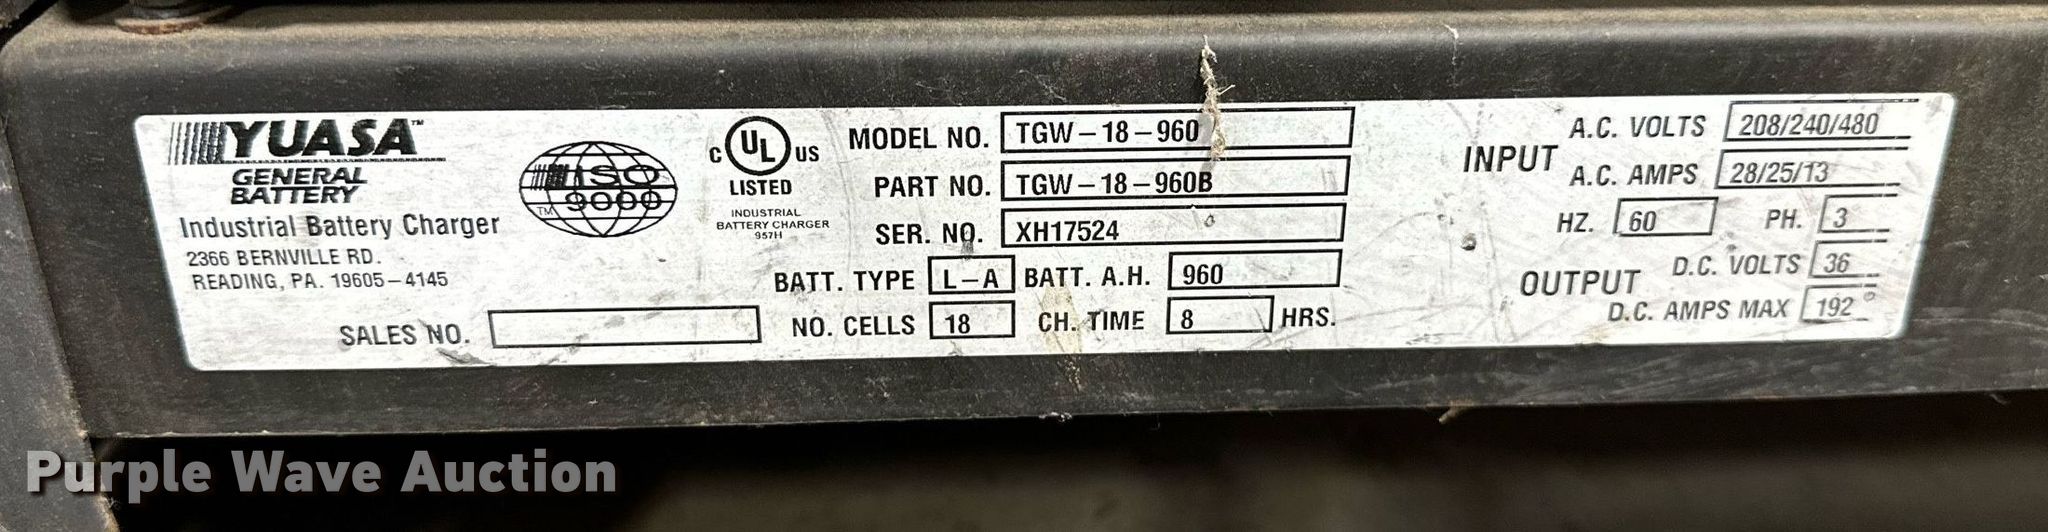 YUASA™
GENERAL
BATTERY
Industrial Battery Charger
2366 BERNVILLE RD.
READING, PA. 19605-4145
SALES NO.
ISO
9000
TM
C UL US
LISTED
INDUSTRIAL
BATTERY CHARGER
957H
MODEL NO. TGW-18-960
PART NO. TGW-18-960B
SER. NO. XH17524
BATT. TYPE L-A BATT. A.H. 960
NO. CELLS 18 CH. TIME 8 HRS.
INPUT
A.C. VOLTS 208/240/480
A.C. AMPS 28/25/13
HZ. 60 PH. 3
OUTPUT
D.C. VOLTS 36
D.C. AMPS MAX 192
Purple Wave Auction